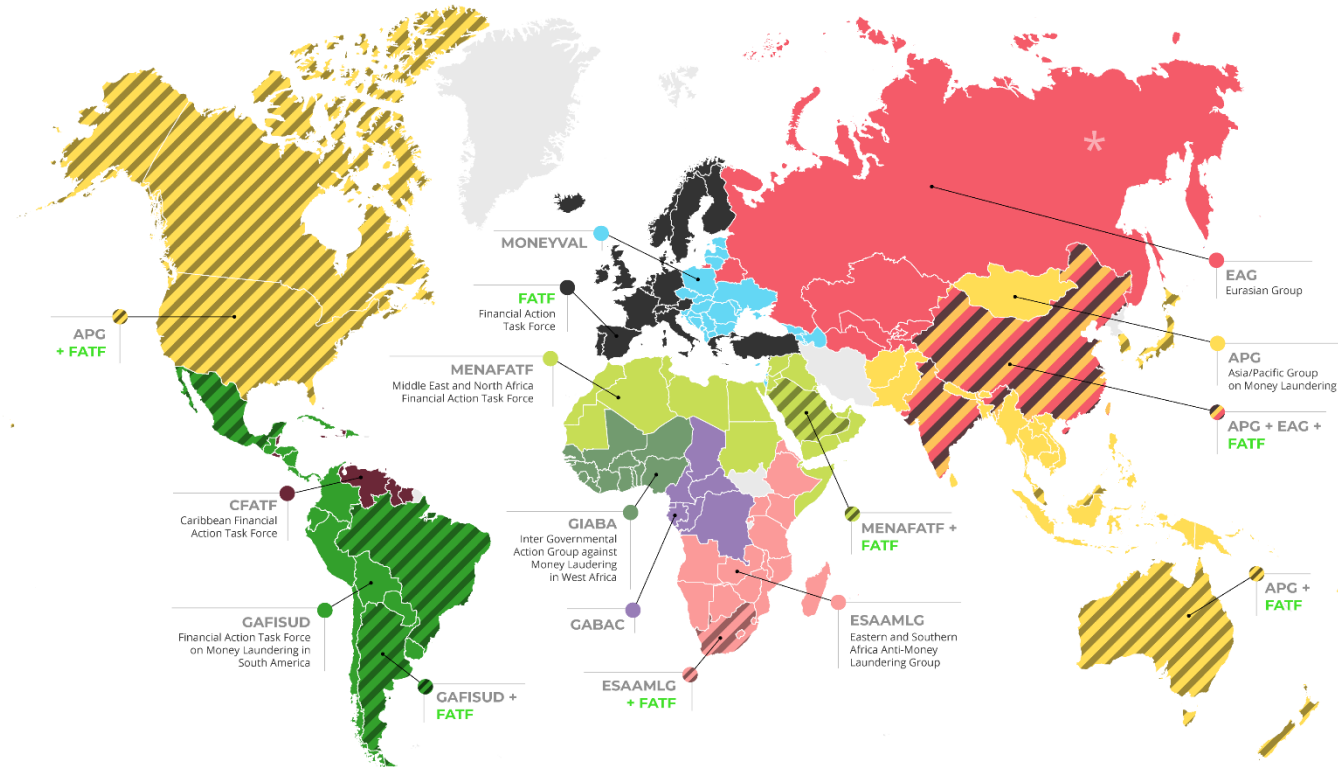 MONEYVAL
EAG
Eurasian Group
FATF
Financial Action
Task Force
APG
+ FATF
APG
Asia/Pacific Group
on Money Laundering
MENAFATF
Middle East and North Africa
Financial Action Task Force
APG + EAG +
FATF
CFATF
Caribbean Financial
Action Task Force
GIABA
Inter Governmental
Action Group against
Money Laudering
in West Africa
MENAFATF +
FATF
APG +
FATF
GAFISUD
Financial Action Task Force
on Money Laundering in
South America
GABAC
ESAAMLG
Eastern and Southern
Africa Anti-Money
Laundering Group
GAFISUD +
FATF
ESAAMLG
+ FATF
*